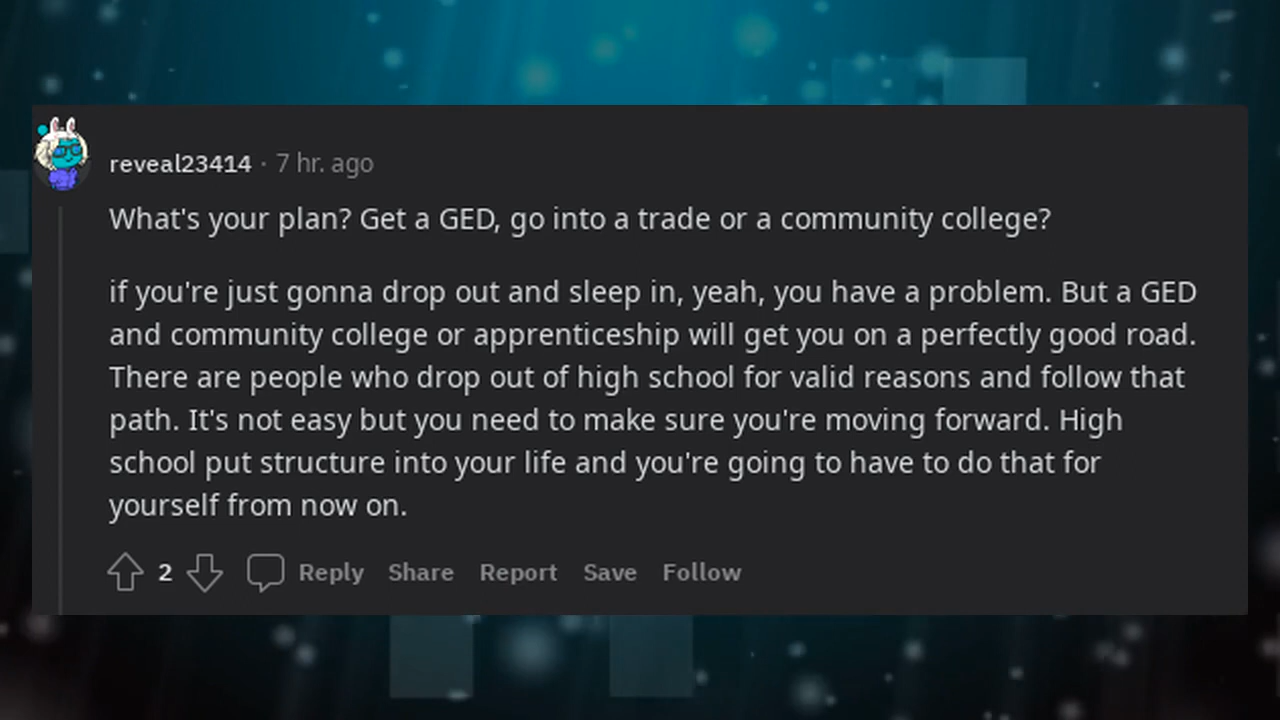 reveal23414 · 7 hr. ago
What's your plan? Get a GED, go into a trade or a community college?
if you're just gonna drop out and sleep in, yeah, you have a problem. But a GED
and community college or apprenticeship will get you on a perfectly good road.
There are people who drop out of high school for valid reasons and follow that
path. It's not easy but you need to make sure you're moving forward. High
school put structure into your life and you're going to have to do that for
yourself from now on.
2 Reply Share Report Save Follow